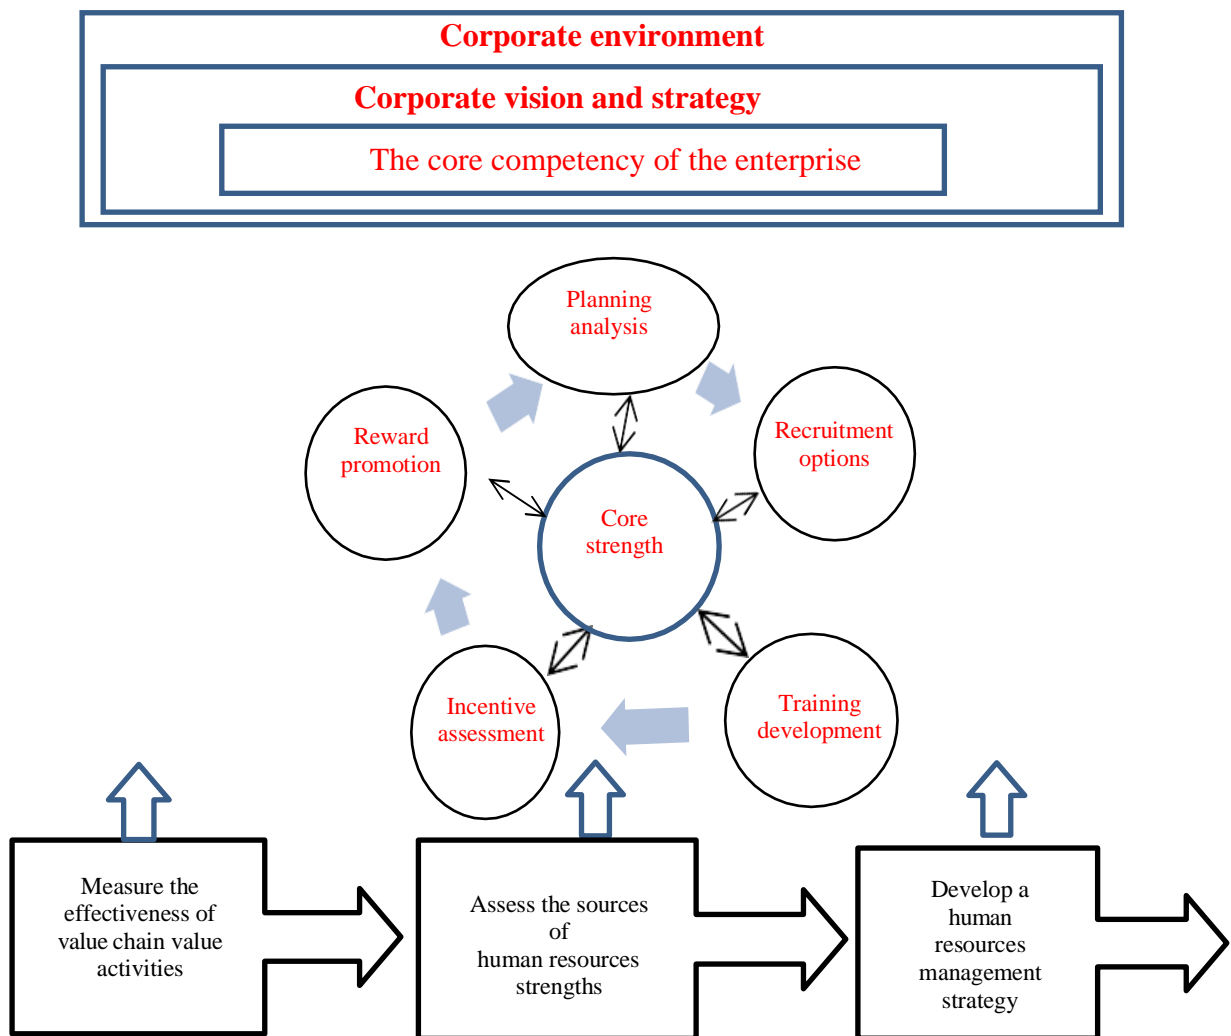 Corporate environment
Corporate vision and strategy
The core competency of the enterprise
Planning
analysis
Reward
promotion
Recruitment
options
Core
strength
Incentive
assessment
Training
development
Measure the
effectiveness of
value chain value
activities
Assess the sources
of
human resources
strengths
Develop a
human
resources
management
strategy